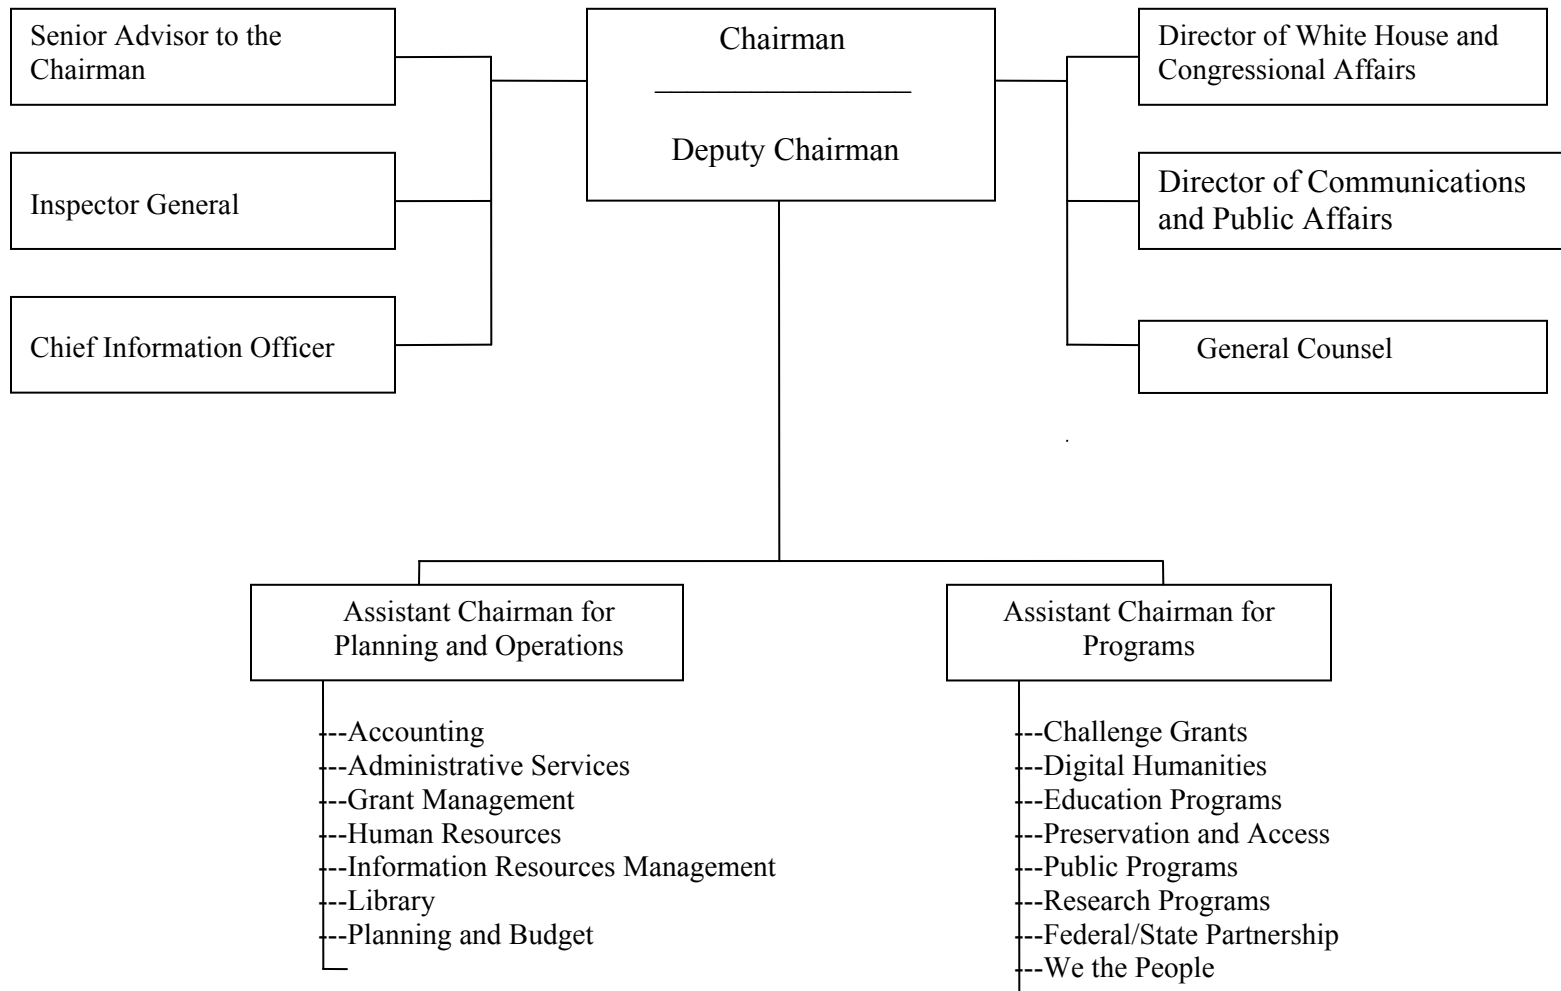 Senior Advisor to the
Chairman
Inspector General
Chief Information Officer
Chairman
Deputy Chairman
Director of White House and
Congressional Affairs
Director of Communications
and Public Affairs
General Counsel
Assistant Chairman for
Planning and Operations
---Accounting
---Administrative Services
---Grant Management
---Human Resources
---Information Resources Management
---Library
---Planning and Budget
Assistant Chairman for
Programs
---Challenge Grants
---Digital Humanities
---Education Programs
---Preservation and Access
---Public Programs
---Research Programs
---Federal/State Partnership
---We the People